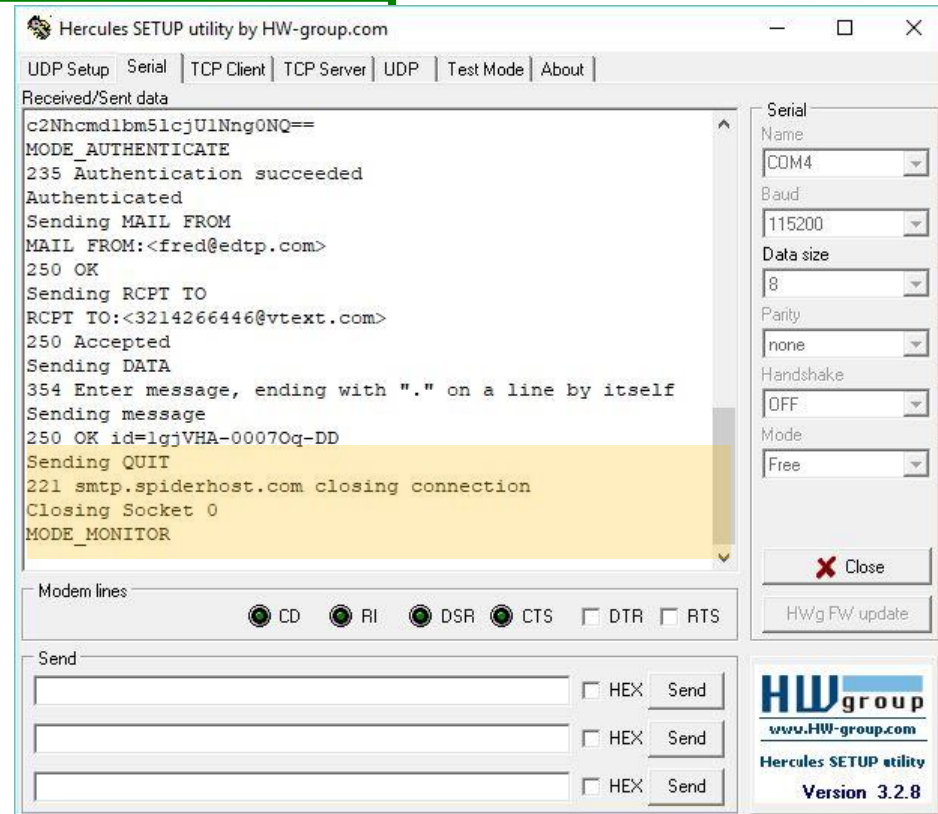 Hercules SETUP utility by HW-group.com
UDP Setup Serial TCP Client TCP Server UDP Test Mode About
Received/Sent data
c2Nhcmdlbm5lcjU1Nng0NQ==
MODE_AUTHENTICATE
235 Authentication succeeded
Authenticated
Sending MAIL FROM
MAIL FROM:<fred@edtp.com>
250 OK
Sending RCPT TO
RCPT TO:<3214266446@vtext.com>
250 Accepted
Sending DATA
354 Enter message, ending with "." on a line by itself
Sending message
250 OK id=1gjVHA-0007Oq-DD
Sending QUIT
221 smtp.spiderhost.com closing connection
Closing Socket 0
MODE_MONITOR
Serial
Name
COM4
Baud
115200
Data size
8
Parity
none
Handshake
OFF
Mode
Free
Close
HWg FW update
Modem lines
CD RI DSR CTS DTR RTS
Send
HEX Send
HEX Send
HEX Send
HW group
www.HW-group.com
Hercules SETUP utility
Version 3.2.8